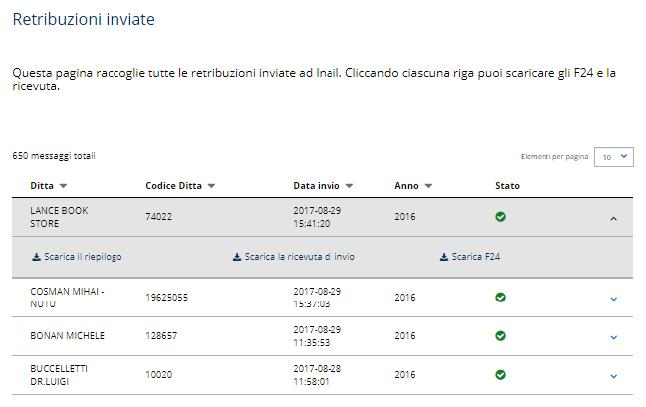 Retribuzioni inviate
Questa pagina raccoglie tutte le retribuzioni inviate ad Inail. Cliccando ciascuna riga puoi scaricare gli F24 e la
ricevuta.
650 messaggi totali
Elementi per pagina 10
Ditta Codice Ditta Data invio Anno Stato
LANCE BOOK STORE 74022 2017-08-29 15:41:20 2016
Scarica il riepilogo Scarica la ricevuta di invio Scarica F24
COSMAN MIHAI - NUTU 19625055 2017-08-29 15:37:03 2016
BONAN MICHELE 128657 2017-08-29 11:35:53 2016
BUCCELLETTI DR.LUIGI 10020 2017-08-28 11:58:01 2016